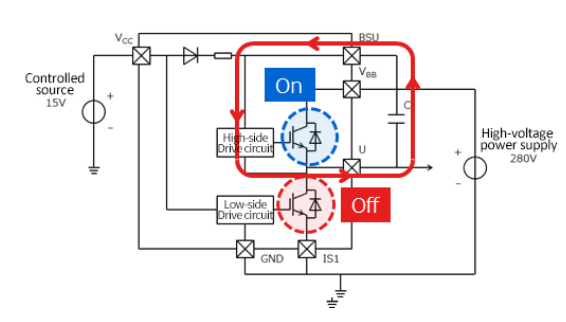 VCC
BSU
VBB
Controlled
source
15V
+
-
On
C
High-side
Drive circuit
U
High-voltage
power supply
280V
+
-
Low-side
Drive circuit
Off
GND
IS1